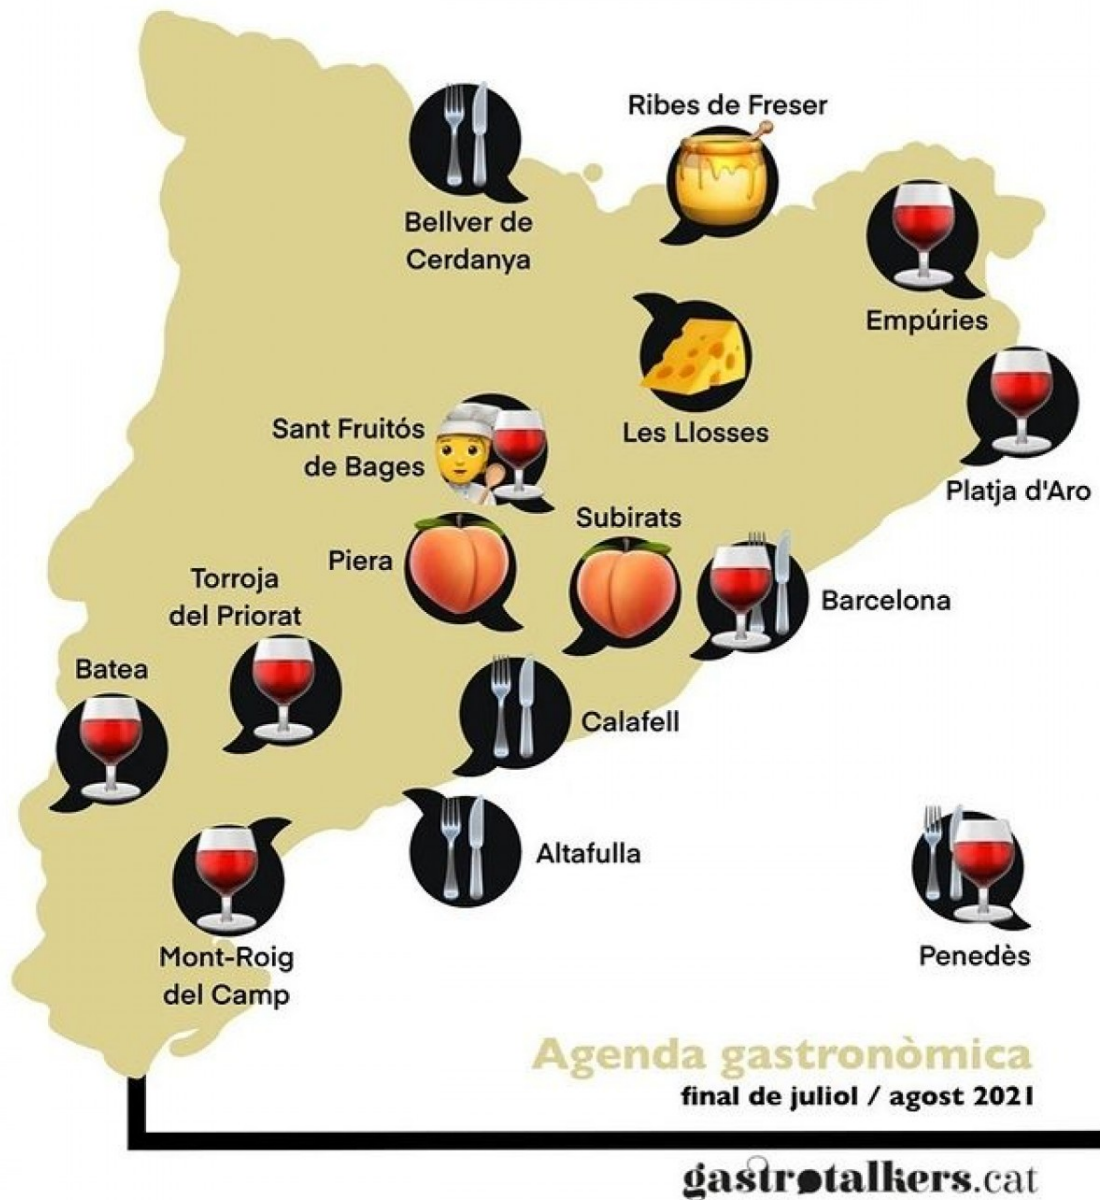 Ribes de Freser
Bellver de
Cerdanya
Empúries
Les Llosses
Sant Fruitós
de Bages
Platja d'Aro
Subirats
Piera
Torroja
del Priorat
Barcelona
Batea
Calafell
Altafulla
Mont-Roig
del Camp
Penedès
Agenda gastronòmica
final de juliol / agost 2021
gastrotalkers.cat